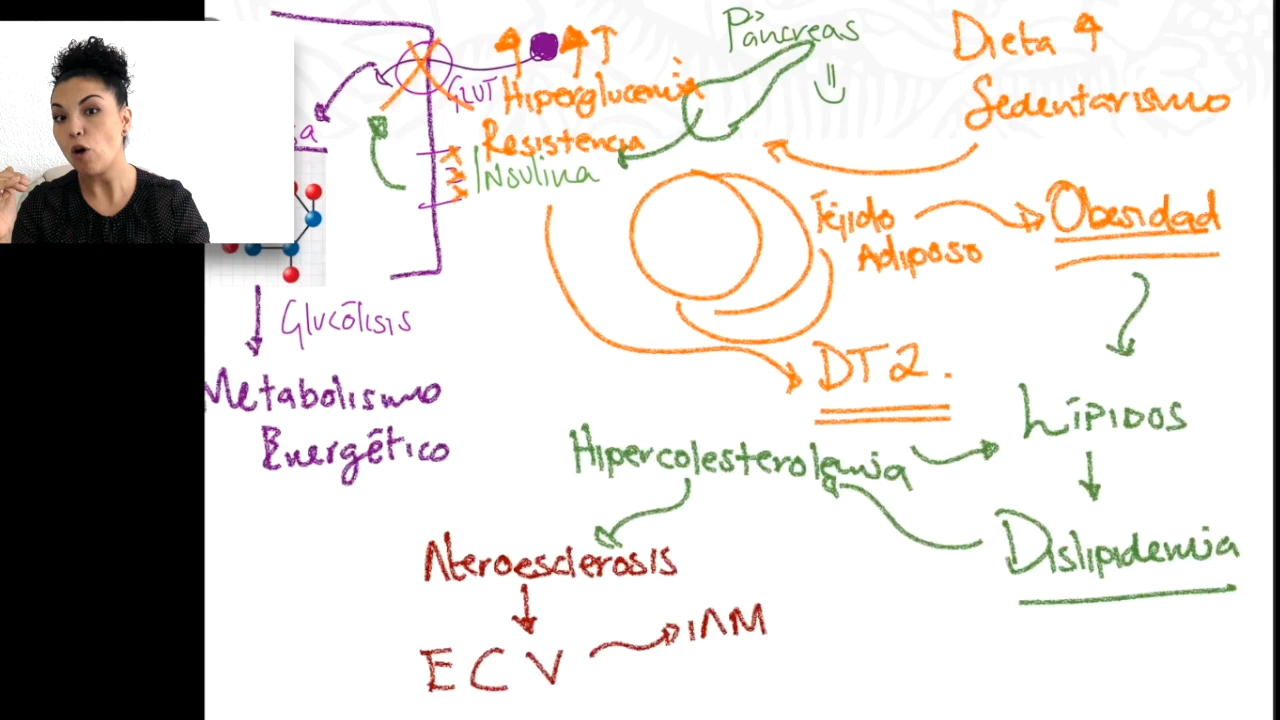 Páncreas
Dieta
Sedentarismo
GLUT
Hiperglucemia
Resistencia
Insulina
Tejido
Adiposo
Obesidad
Glucólisis
Metabolismo
Energético
DT2.
Lípidos
Hipercolesterolemia
Dislipidemia
Ateroesclerosis
ECV
IAM